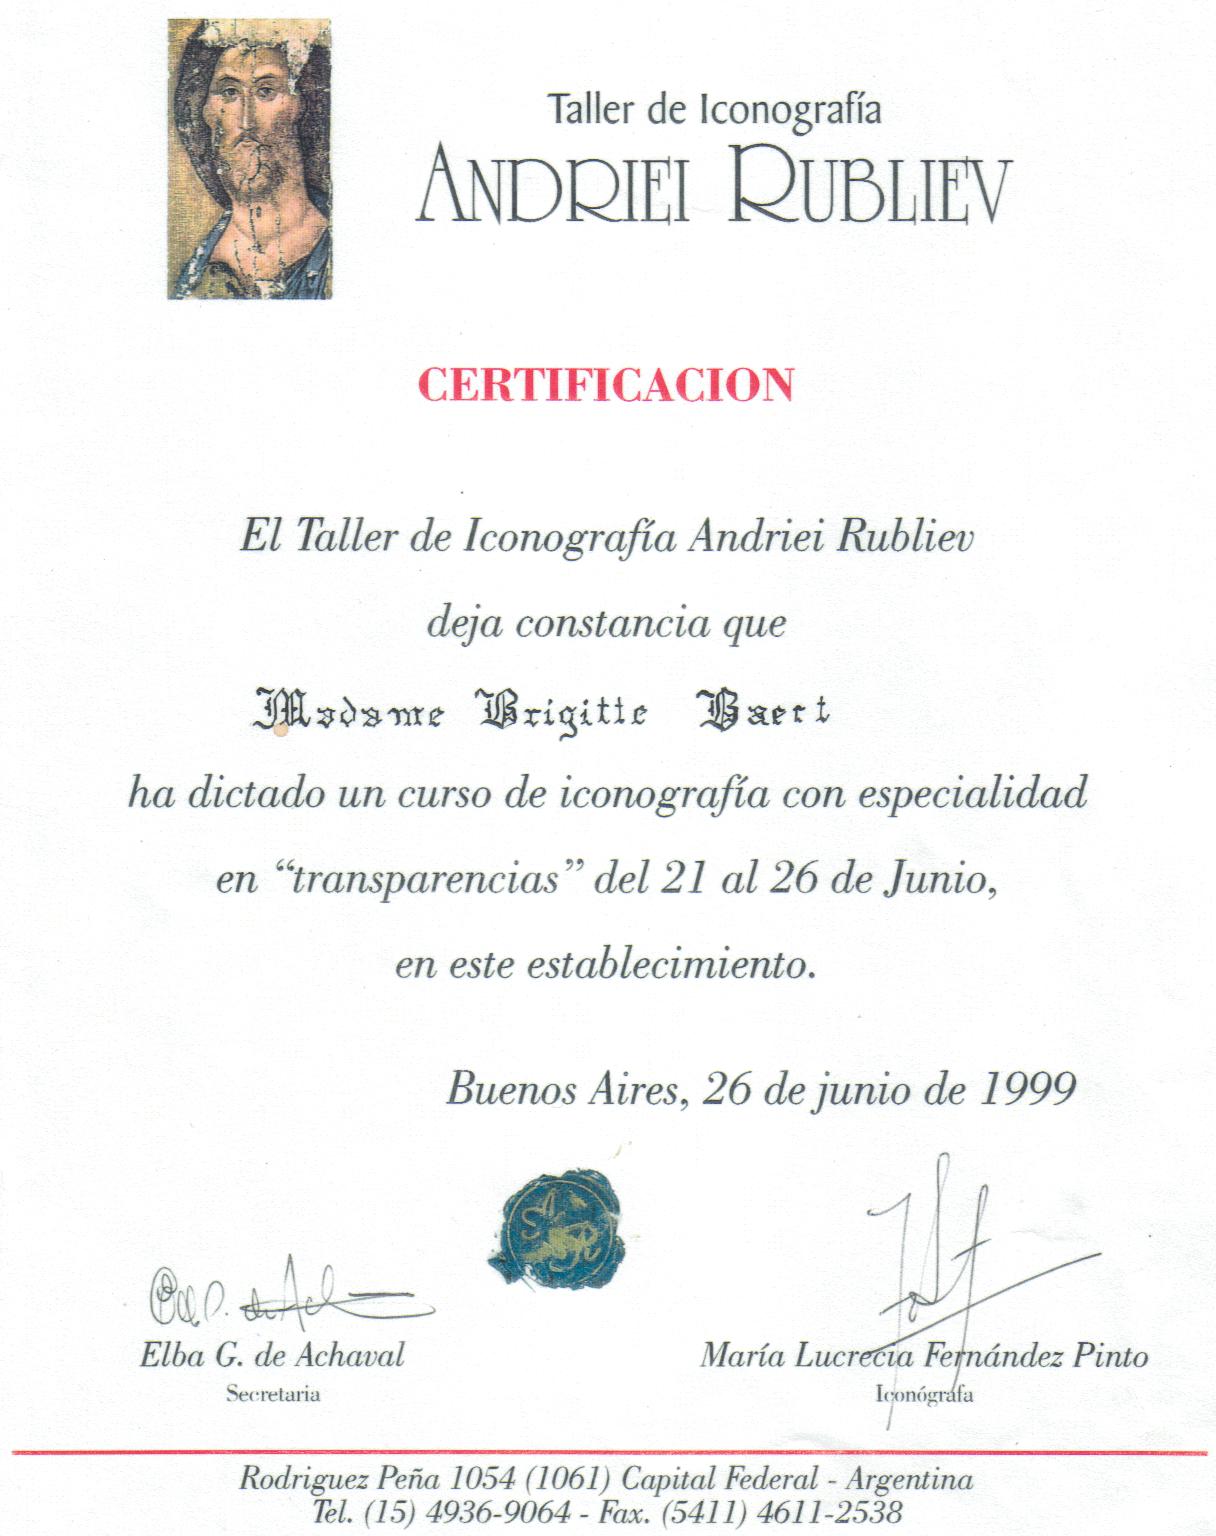 Taller de Iconografía
ANDRIEI RUBLIEV
CERTIFICACION
El Taller de Iconografía Andriei Rubliev
deja constancia que
Madame Brigitte Baert
ha dictado un curso de iconografía con especialidad
en “transparencias” del 21 al 26 de Junio,
en este establecimiento.
Buenos Aires, 26 de junio de 1999
AR
Elba G. de Achaval
Secretaria
María Lucrecia Fernández Pinto
Iconógrafa
Rodriguez Peña 1054 (1061) Capital Federal - Argentina
Tel. (15) 4936-9064 - Fax. (5411) 4611-2538